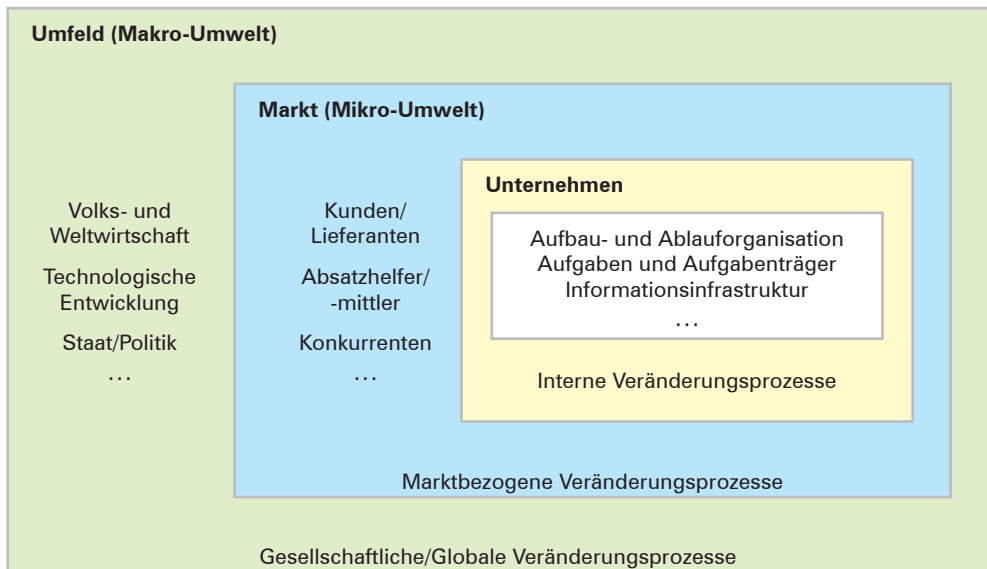 Umfeld (Makro-Umwelt)
Markt (Mikro-Umwelt)
Unternehmen
Volks- und
Weltwirtschaft
Technologische
Entwicklung
Staat/Politik
...
Kunden/
Lieferanten
Absatzhelfer/
-mittler
Konkurrenten
...
Aufbau- und Ablauforganisation
Aufgaben und Aufgabenträger
Informationsinfrastruktur
...
Interne Veränderungsprozesse
Marktbezogene Veränderungsprozesse
Gesellschaftliche/Globale Veränderungsprozesse